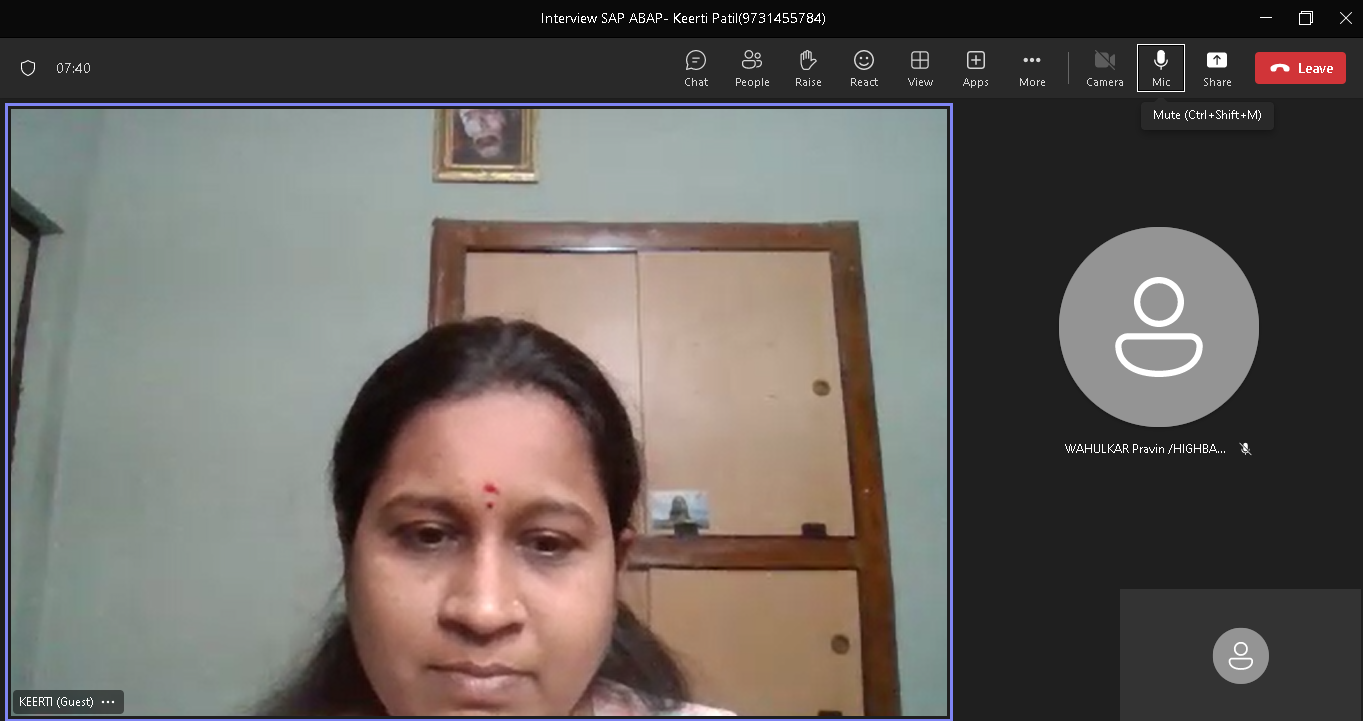 Interview SAP ABAP- Keerti Patil(9731455784)
07:40
Chat
People
Raise
React
View
Apps
More
Camera
Mic
Share
Leave
Mute (Ctrl+Shift+M)
WAHULKAR Pravin /HIGHBA...
KEERTI (Guest)